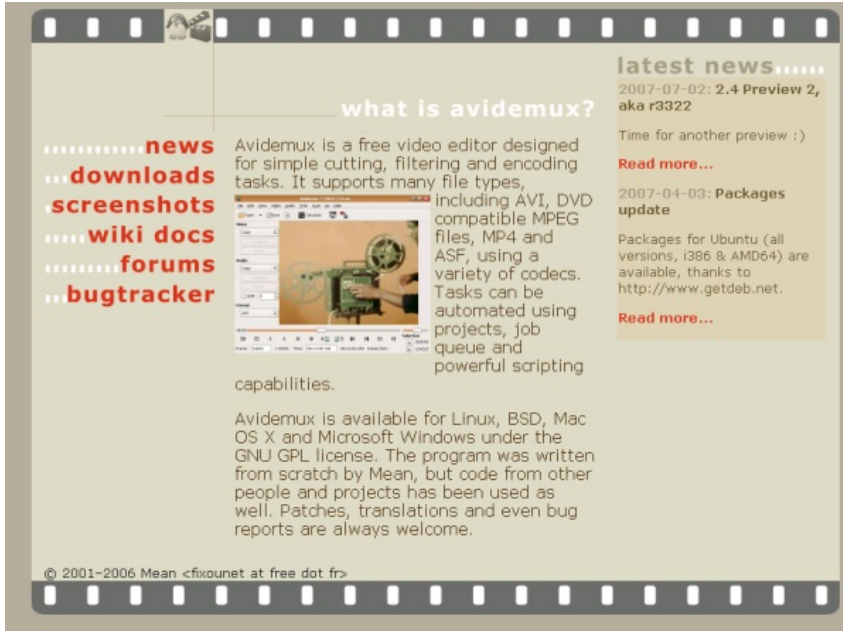 what is avidemux?
news
downloads
screenshots
wiki docs
forums
bugtracker
Avidemux is a free video editor designed
for simple cutting, filtering and encoding
tasks. It supports many file types,
including AVI, DVD
compatible MPEG
files, MP4 and
ASF, using a
variety of codecs.
Tasks can be
automated using
projects, job
queue and
powerful scripting
capabilities.
Avidemux is available for Linux, BSD, Mac
OS X and Microsoft Windows under the
GNU GPL license. The program was written
from scratch by Mean, but code from other
people and projects has been used as
well. Patches, translations and even bug
reports are always welcome.
latest news
2007-07-02: 2.4 Preview 2,
aka r3322
Time for another preview :)
Read more...
2007-04-03: Packages
update
Packages for Ubuntu (all
versions, i386 & AMD64) are
available, thanks to
http://www.getdeb.net.
Read more...
© 2001-2006 Mean <fixounet at free dot fr>